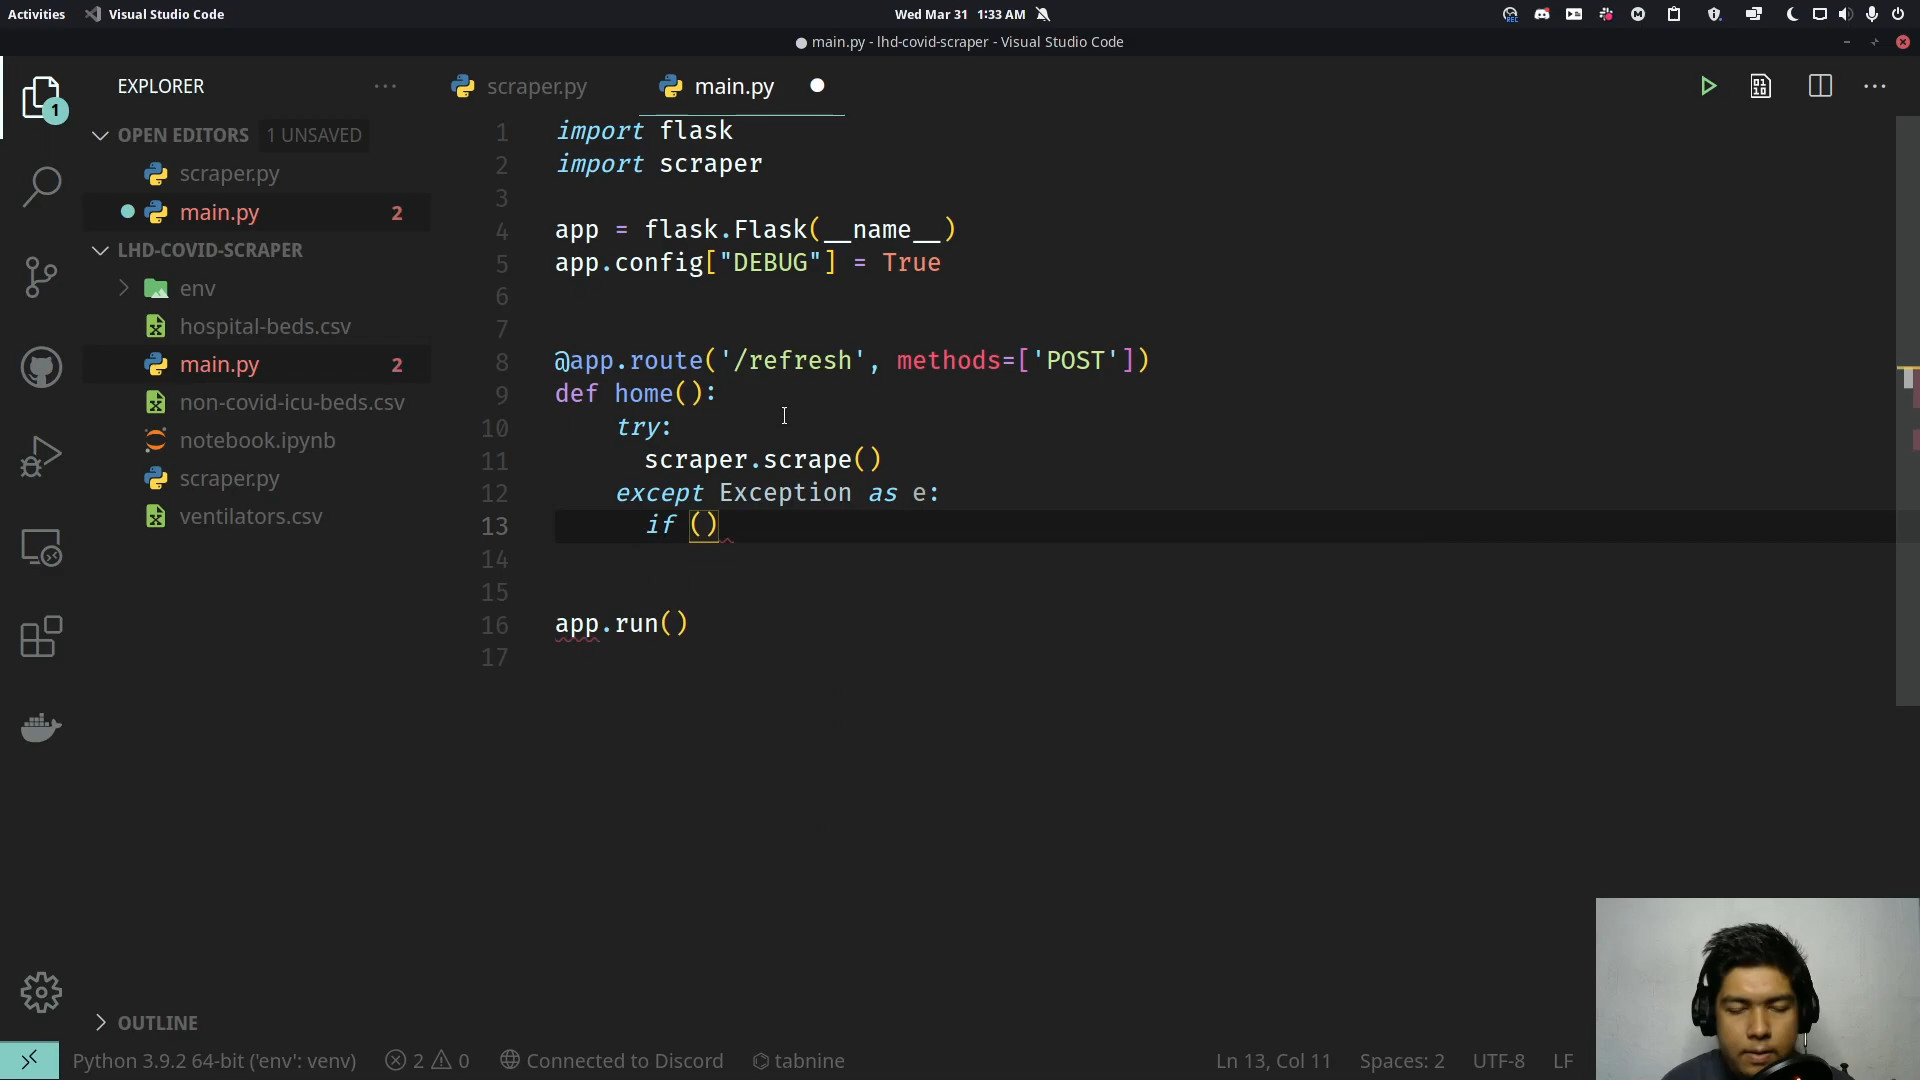 Activities Visual Studio Code Wed Mar 31 1:33 AM
main.py - lhd-covid-scraper - Visual Studio Code
EXPLORER
scraper.py main.py
OPEN EDITORS 1 UNSAVED
scraper.py
main.py 2
LHD-COVID-SCRAPER
env
hospital-beds.csv
main.py 2
non-covid-icu-beds.csv
notebook.ipynb
scraper.py
ventilators.csv
OUTLINE
1
1 import flask
2 import scraper
3
4 app = flask.Flask(__name__)
5 app.config["DEBUG"] = True
6
7
8 @app.route('/refresh', methods=['POST'])
9 def home():
10 try:
11 scraper.scrape()
12 except Exception as e:
13 if ()
14
15
16 app.run()
17
Python 3.9.2 64-bit ('env': venv) 2 0 Connected to Discord tabnine Ln 13, Col 11 Spaces: 2 UTF-8 LF